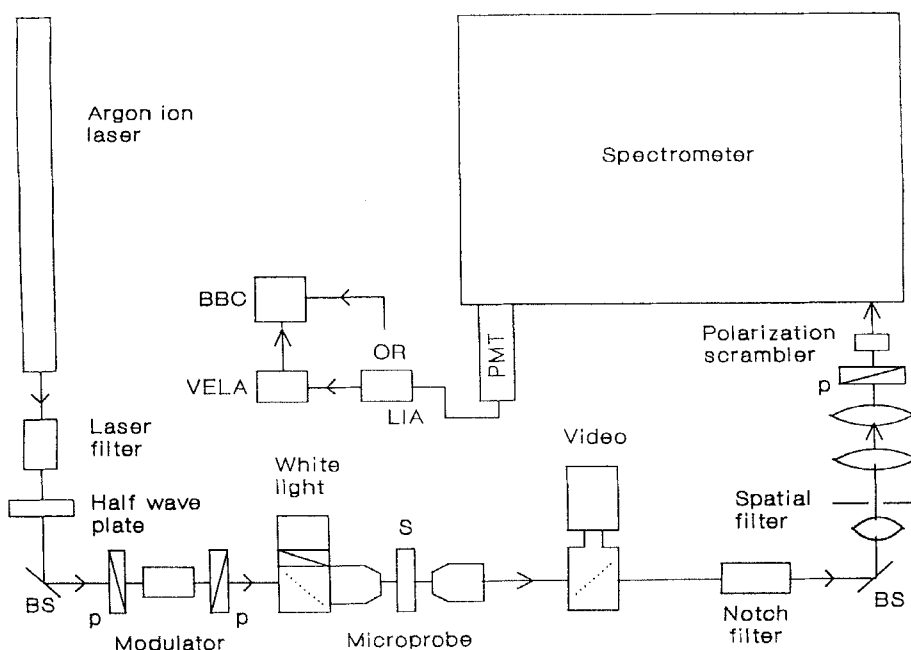 Argon ion
laser
Spectrometer
BBC
OR
VELA
LIA
PMT
Polarization
scrambler
p
Laser
filter
Half wave
plate
White
light
Video
S
Spatial
filter
BS
p
Modulator
p
Microprobe
Notch
filter
BS